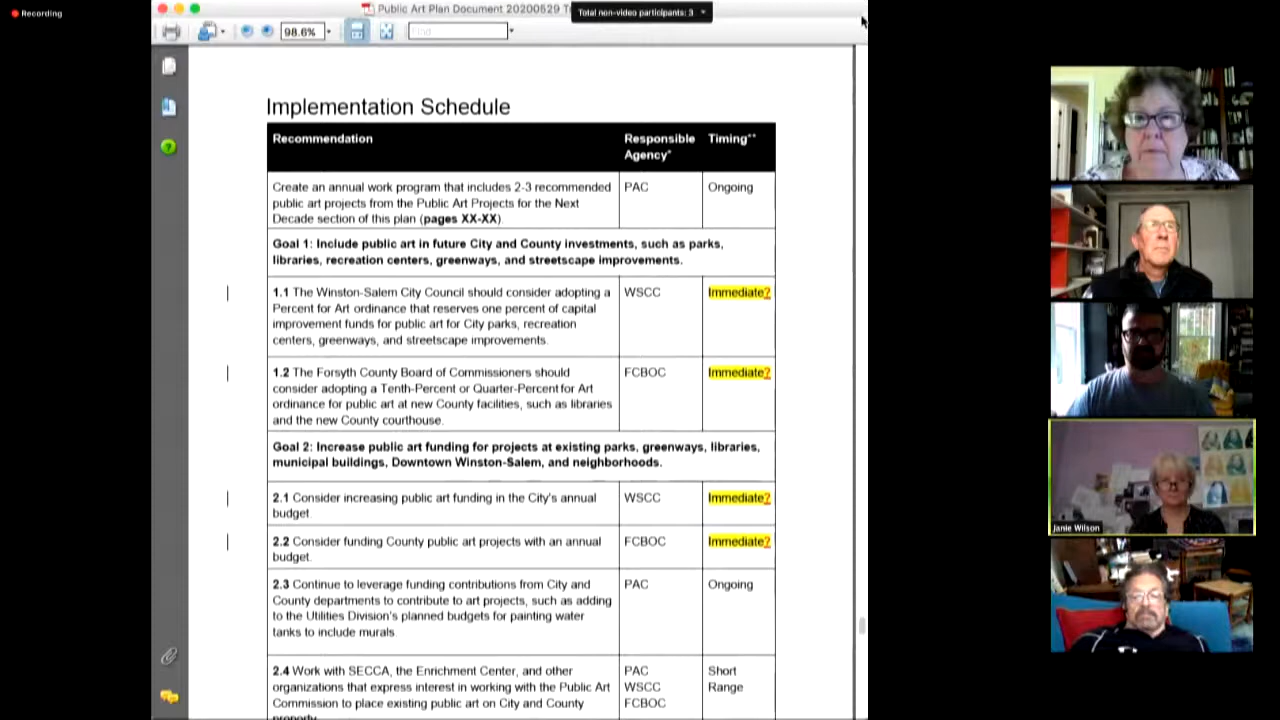 Recording
Public Art Plan Document 20200529
Total non-video participants: 3
98.6%
Find
Implementation Schedule
Recommendation
Responsible Agency*
Timing**
Create an annual work program that includes 2-3 recommended
public art projects from the Public Art Projects for the Next
Decade section of this plan (pages XX-XX)
PAC
Ongoing
Goal 1: Include public art in future City and County investments, such as parks,
libraries, recreation centers, greenways, and streetscape improvements.
1.1 The Winston-Salem City Council should consider adopting a
Percent for Art ordinance that reserves one percent of capital
improvement funds for public art for City parks, recreation
centers, greenways, and streetscape improvements.
WSCC
Immediate?
1.2 The Forsyth County Board of Commissioners should
consider adopting a Tenth-Percent or Quarter-Percent for Art
ordinance for public art at new County facilities, such as libraries
and the new County courthouse.
FCBOC
Immediate?
Goal 2: Increase public art funding for projects at existing parks, greenways, libraries,
municipal buildings, Downtown Winston-Salem, and neighborhoods.
2.1 Consider increasing public art funding in the City's annual
budget.
WSCC
Immediate?
2.2 Consider funding County public art projects with an annual
budget.
FCBOC
Immediate?
2.3 Continue to leverage funding contributions from City and
County departments to contribute to art projects, such as adding
to the Utilities Division's planned budgets for painting water
tanks to include murals
PAC
Ongoing
2.4 Work with SECCA, the Enrichment Center, and other
organizations that express interest in working with the Public Art
Commission to place existing public art on City and County
property.
PAC
WSCC
FCBOC
Short
Range
Janie Wilson